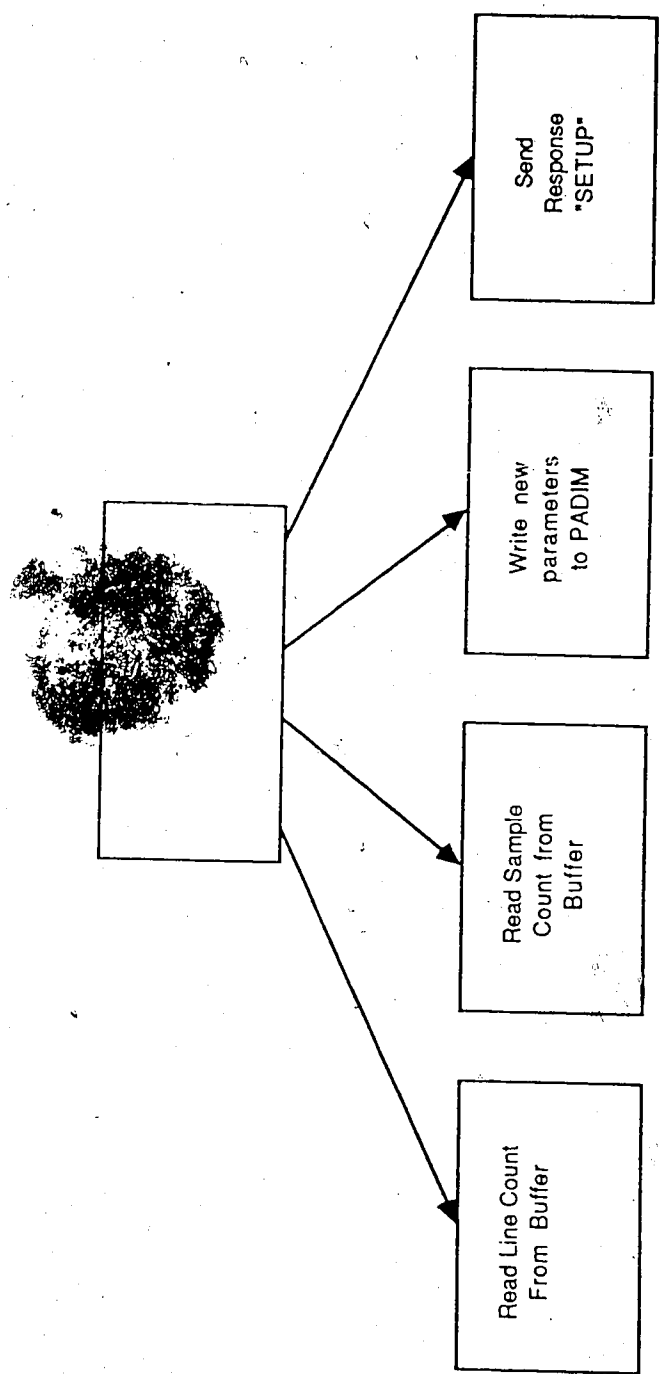 Read Line Count
From Buffer
Read Sample
Count from
Buffer
Write new
parameters
to PADIM
Send
Response
"SETUP"